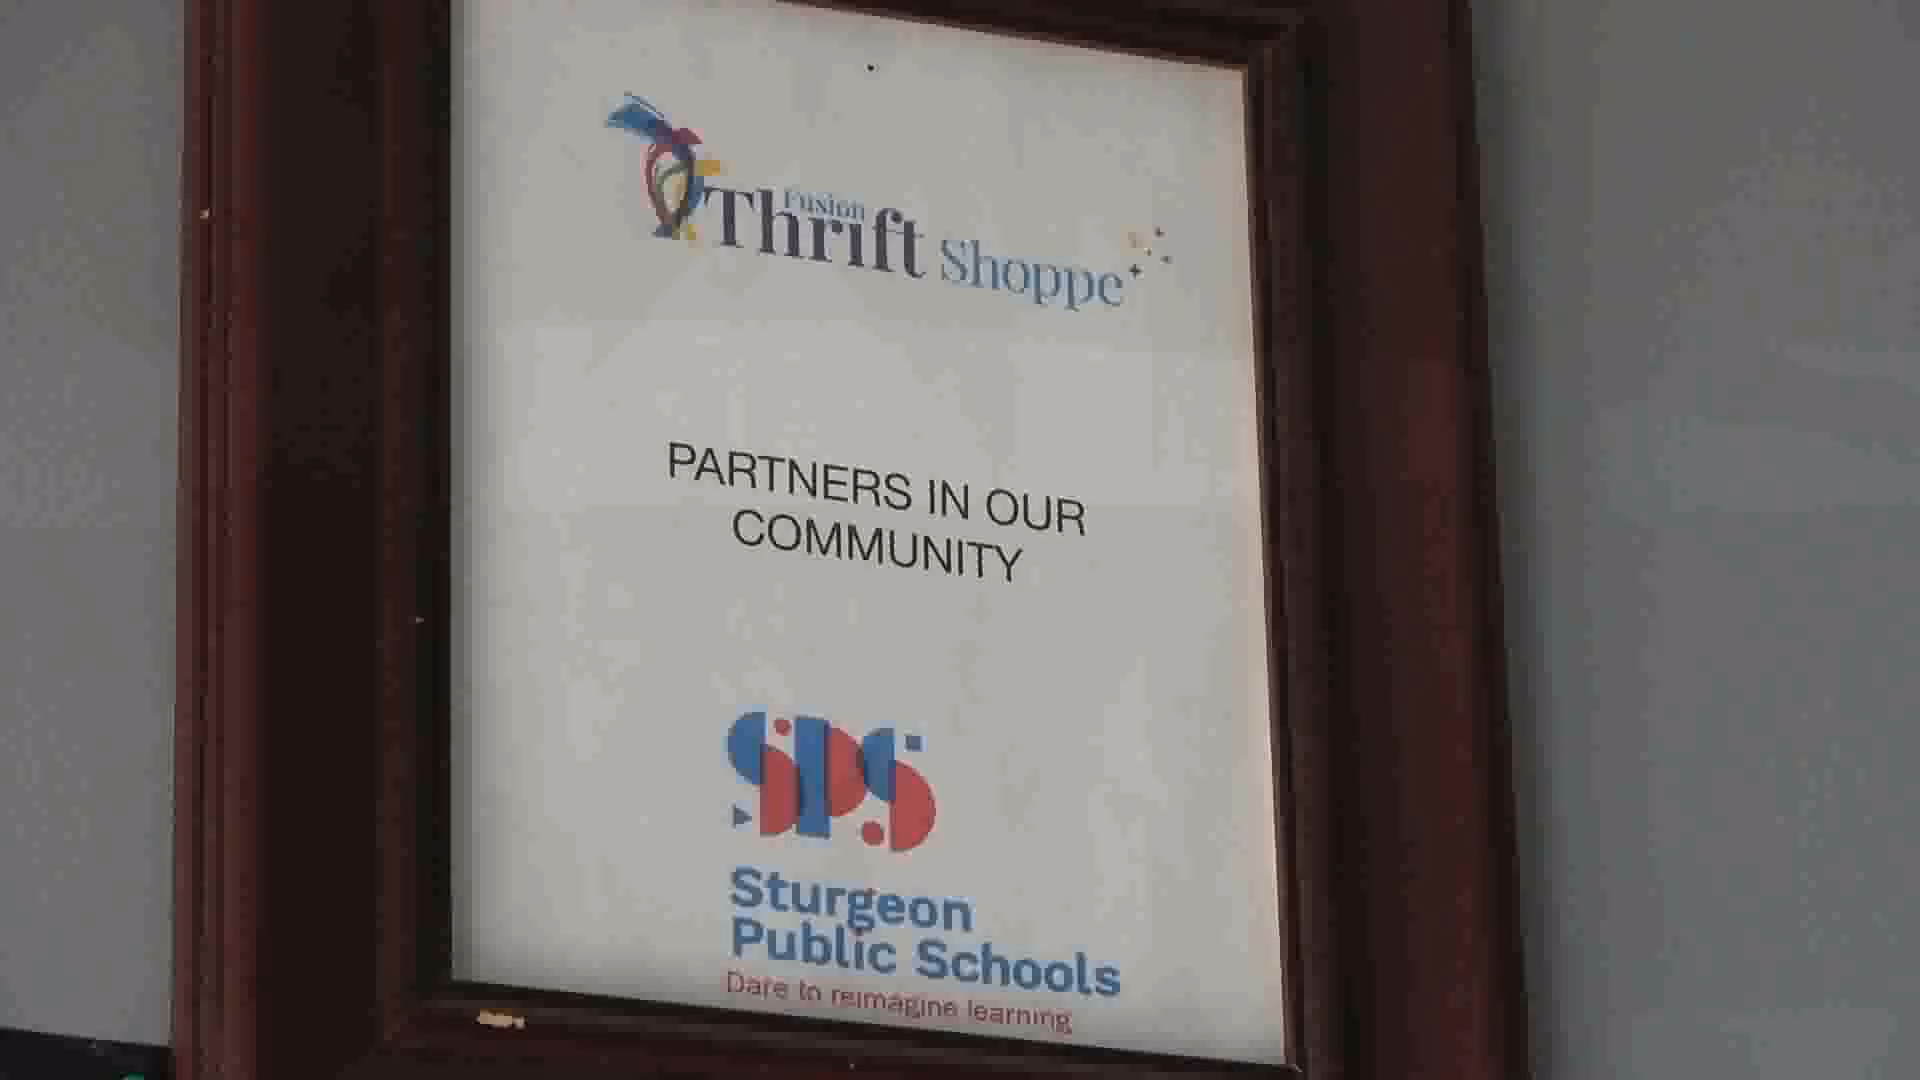 Fusion
Thrift Shoppe
PARTNERS IN OUR
COMMUNITY
SPS
Sturgeon
Public Schools
Dare to reimagine learning